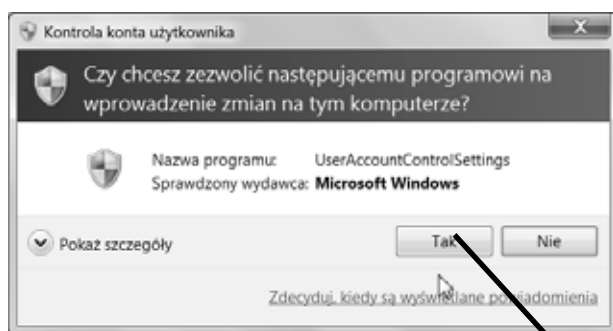 Kontrola konta użytkownika
Czy chcesz zezwolić następującemu programowi na
wprowadzenie zmian na tym komputerze?
Nazwa programu: UserAccountControlSettings
Sprawdzony wydawca: Microsoft Windows
Pokaż szczegóły
Tak Nie
Zdecyduj, kiedy są wyświetlane powiadomienia